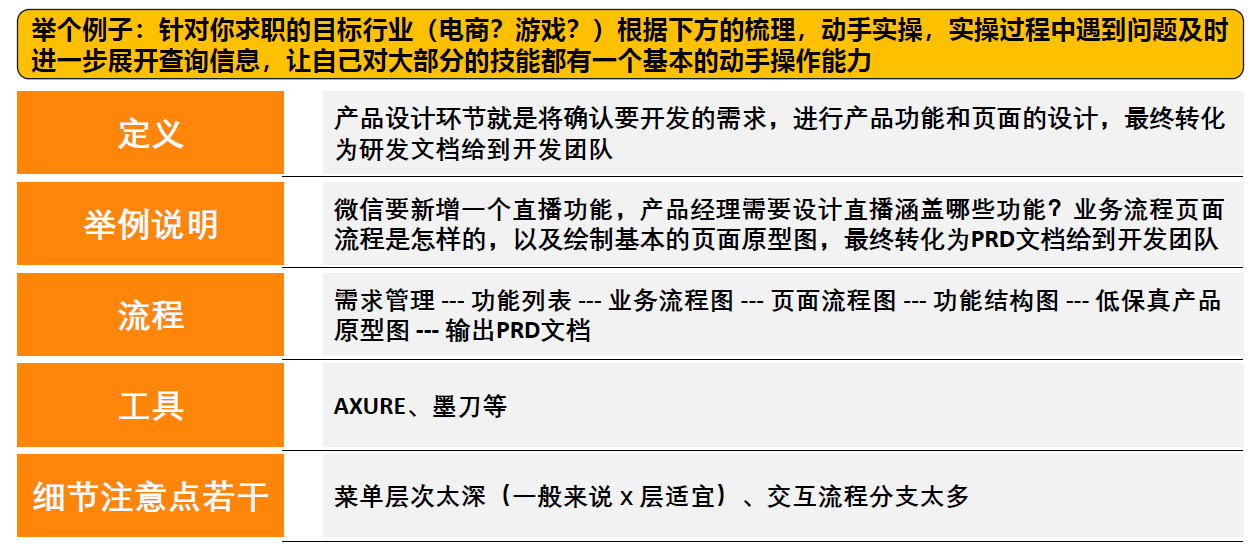 举个例子：针对你求职的目标行业（电商？游戏？）根据下方的梳理，动手实操，实操过程中遇到问题及时
进一步展开查询信息，让自己对大部分的技能都有一个基本的动手操作能力
定义
产品设计环节就是将确认要开发的需求，进行产品功能和页面的设计，最终转化
为研发文档给到开发团队
举例说明
微信要新增一个直播功能，产品经理需要设计直播涵盖哪些功能？业务流程页面
流程是怎样的，以及绘制基本的页面原型图，最终转化为PRD文档给到开发团队
流程
需求管理 --- 功能列表 --- 业务流程图 --- 页面流程图 --- 功能结构图 --- 低保真产品
原型图 --- 输出PRD文档
工具
AXURE、墨刀等
细节注意点若干
菜单层次太深（一般来说 x 层适宜）、交互流程分支太多